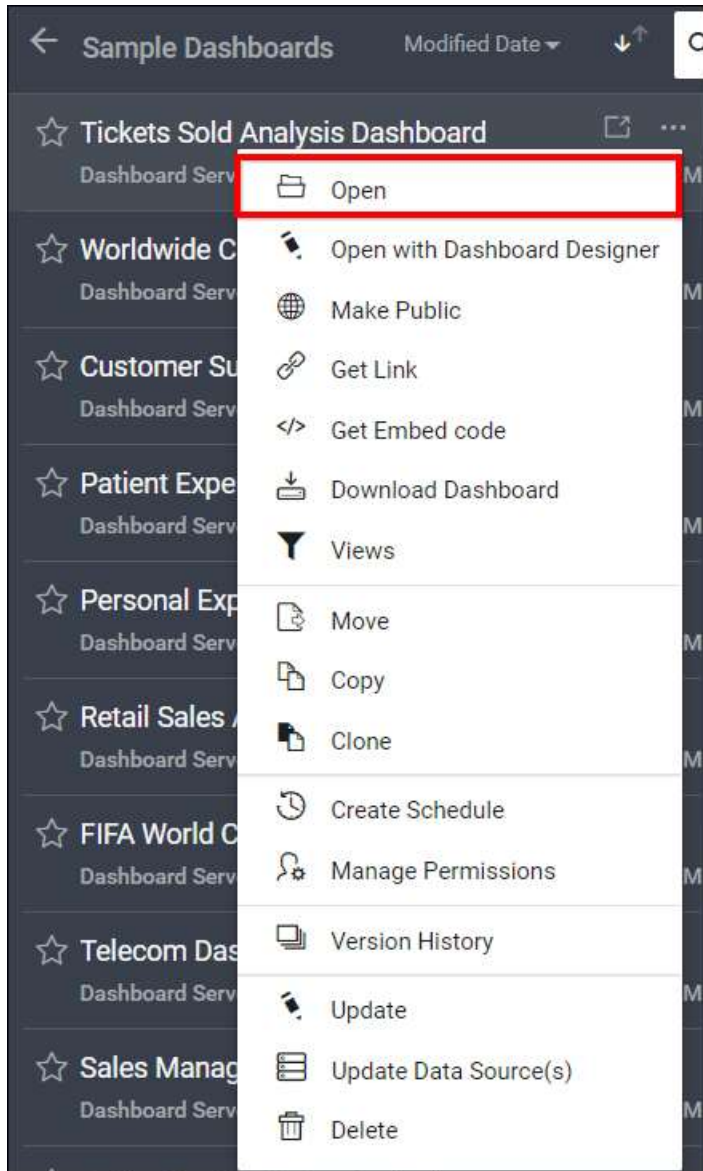 Sample Dashboards Modified Date
Tickets Sold Analysis Dashboard
Dashboard Serv M
Open
Worldwide C
Open with Dashboard Designer
Dashboard Serv M
Make Public
Customer Su
Get Link
Dashboard Serv M
Get Embed code
Patient Expe
Download Dashboard
Dashboard Serv M
Views
Personal Exp
Move
Dashboard Serv M
Copy
Retail Sales
Clone
Dashboard Serv M
Create Schedule
FIFA World C
Manage Permissions
Dashboard Serv M
Version History
Telecom Das
Dashboard Serv M
Update
Sales Manag
Update Data Source(s)
Dashboard Serv M
Delete